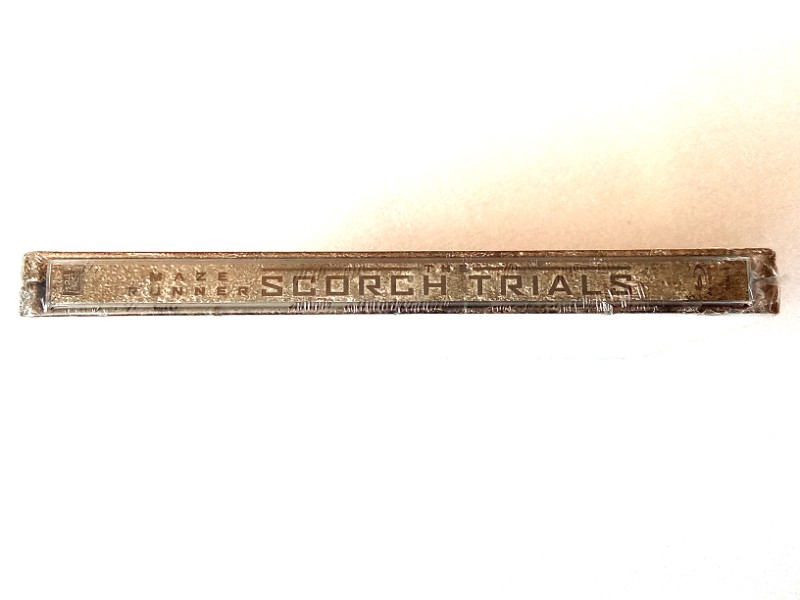 MAZE
RUNNER
THE
SCORCH TRIALS